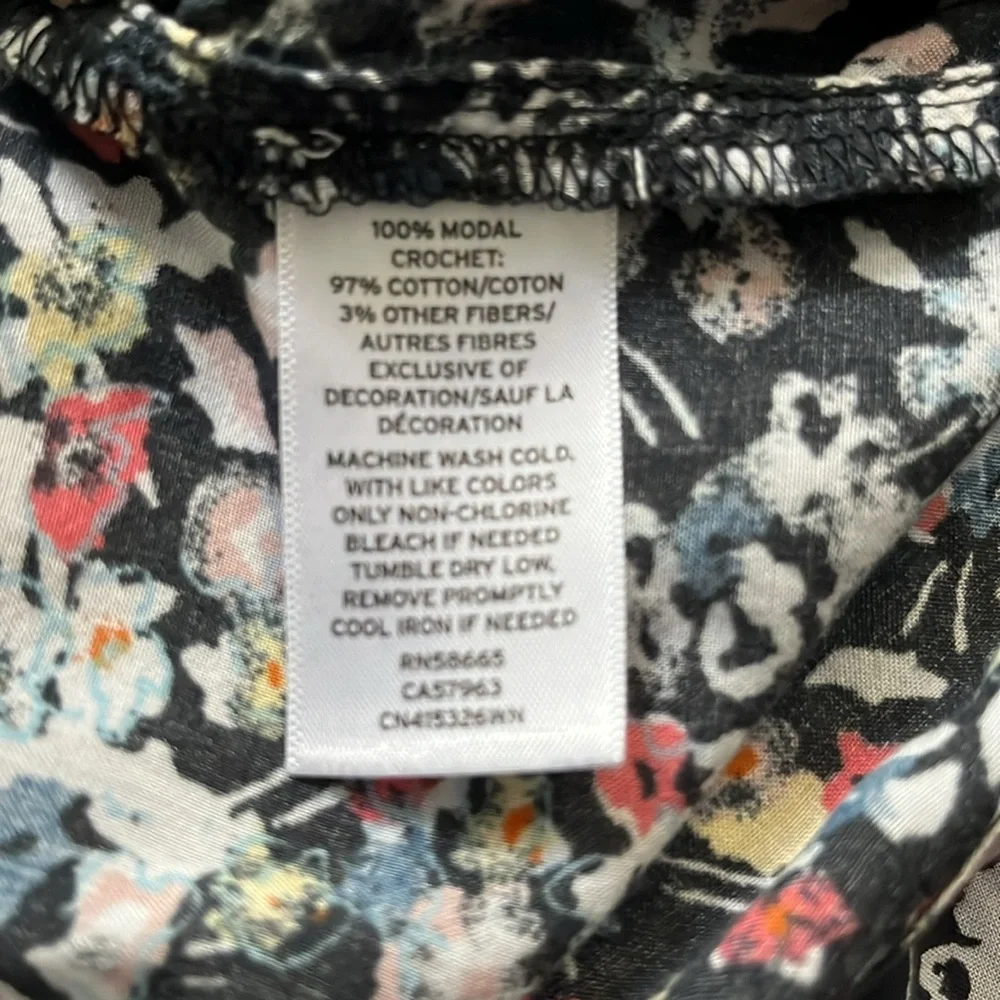 100% MODAL
CROCHET:
97% COTTON/COTON
3% OTHER FIBERS/
AUTRES FIBRES
EXCLUSIVE OF
DECORATION/SAUF LA
DÉCORATION
MACHINE WASH COLD.
WITH LIKE COLORS
ONLY NON-CHLORINE
BLEACH IF NEEDED
TUMBLE DRY LOW.
REMOVE PROMPTLY
COOL IRON IF NEEDED
RN58665
CA57963
CN415326WN